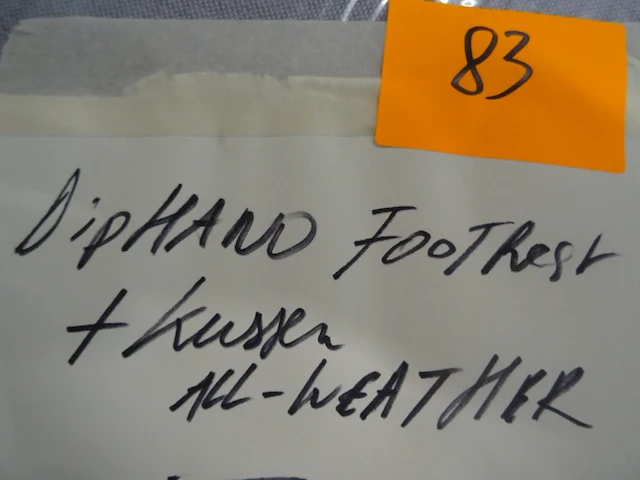 83
DipHAND FOOTRest
+ Kussen
ALL-WEATHER